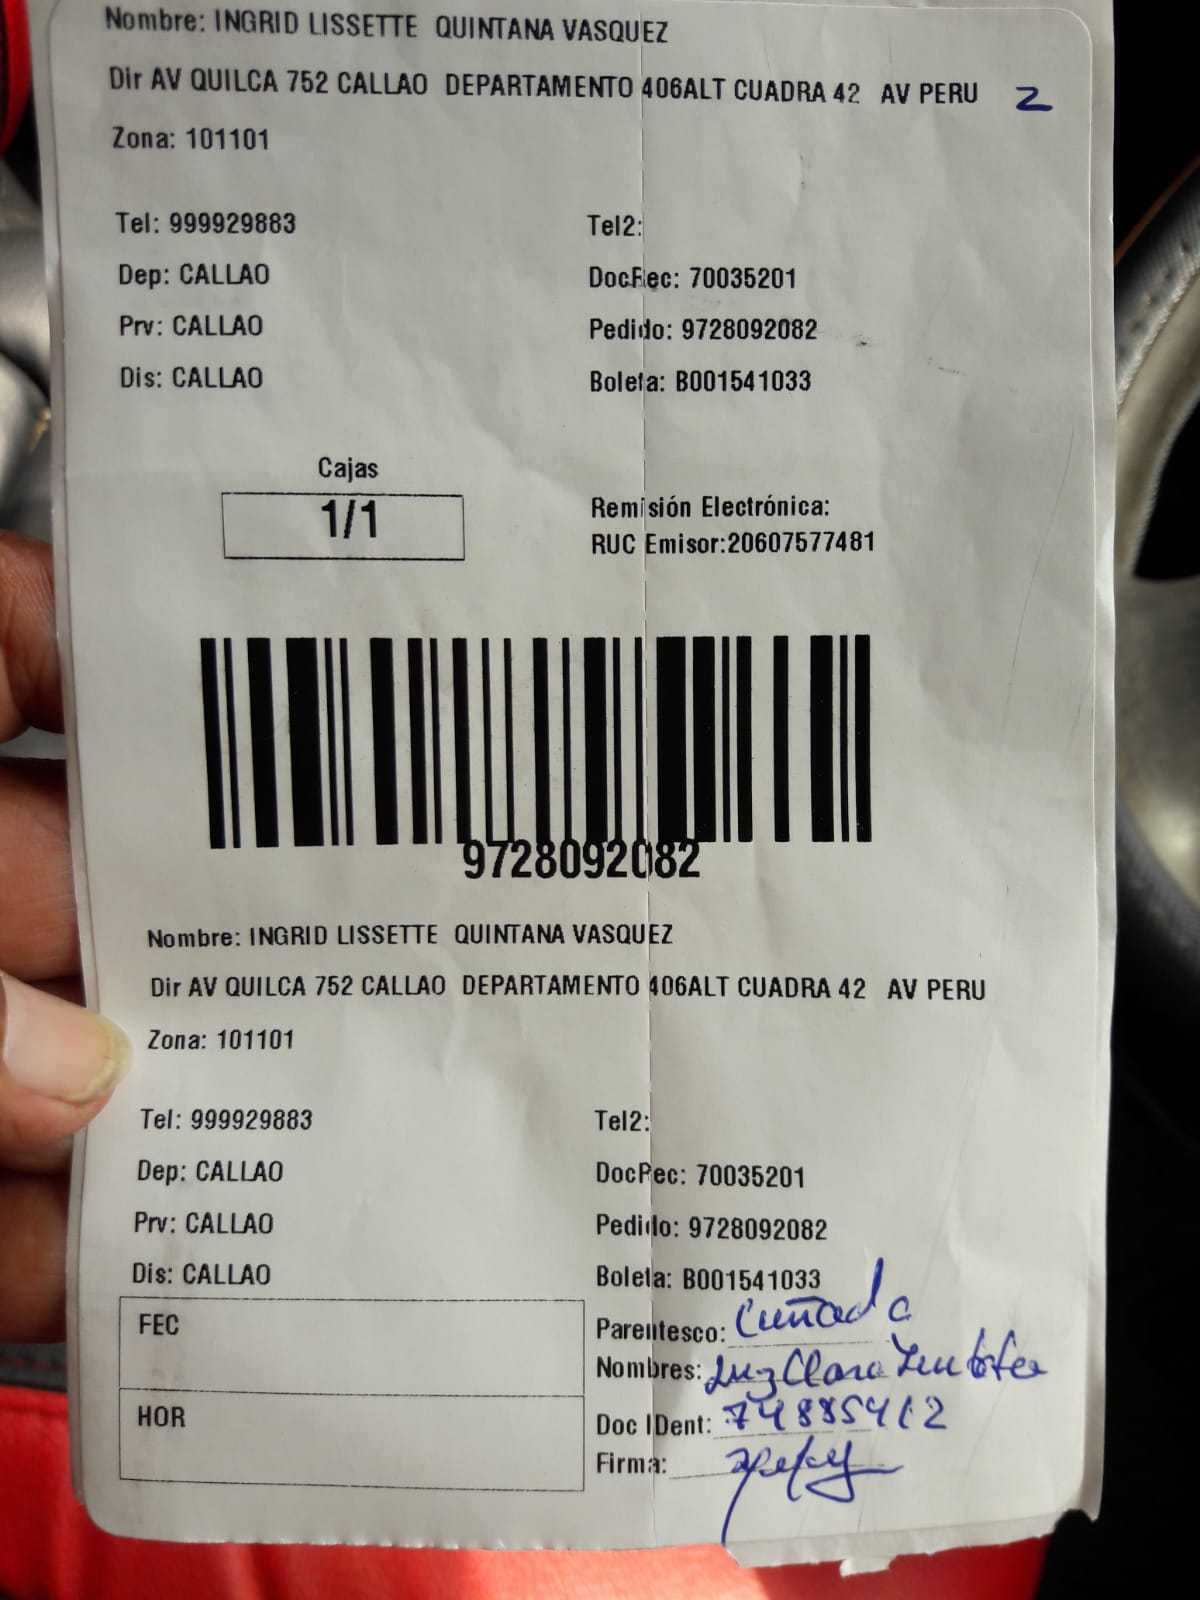 Nombre: INGRID LISSETTE QUINTANA VASQUEZ
Dir AV QUILCA 752 CALLAO DEPARTAMENTO 406ALT CUADRA 42 AV PERU 2
Zona: 101101
Tel: 999929883 Tel2:
Dep: CALLAO DocRec: 70035201
Prv: CALLAO Pedido: 9728092082
Dis: CALLAO Boleta: B001541033
Cajas
1/1
Remisión Electrónica:
RUC Emisor:20607577481
9728092082
Nombre: INGRID LISSETTE QUINTANA VASQUEZ
Dir AV QUILCA 752 CALLAO DEPARTAMENTO 406ALT CUADRA 42 AV PERU
Zona: 101101
Tel: 999929883 Tel2:
Dep: CALLAO DocRec: 70035201
Prv: CALLAO Pedido: 9728092082
Dis: CALLAO Boleta: B001541033
FEC
HOR
Parentesco: Cuñada
Nombres: Luz Clara
Doc IDent: 74885412
Firma: